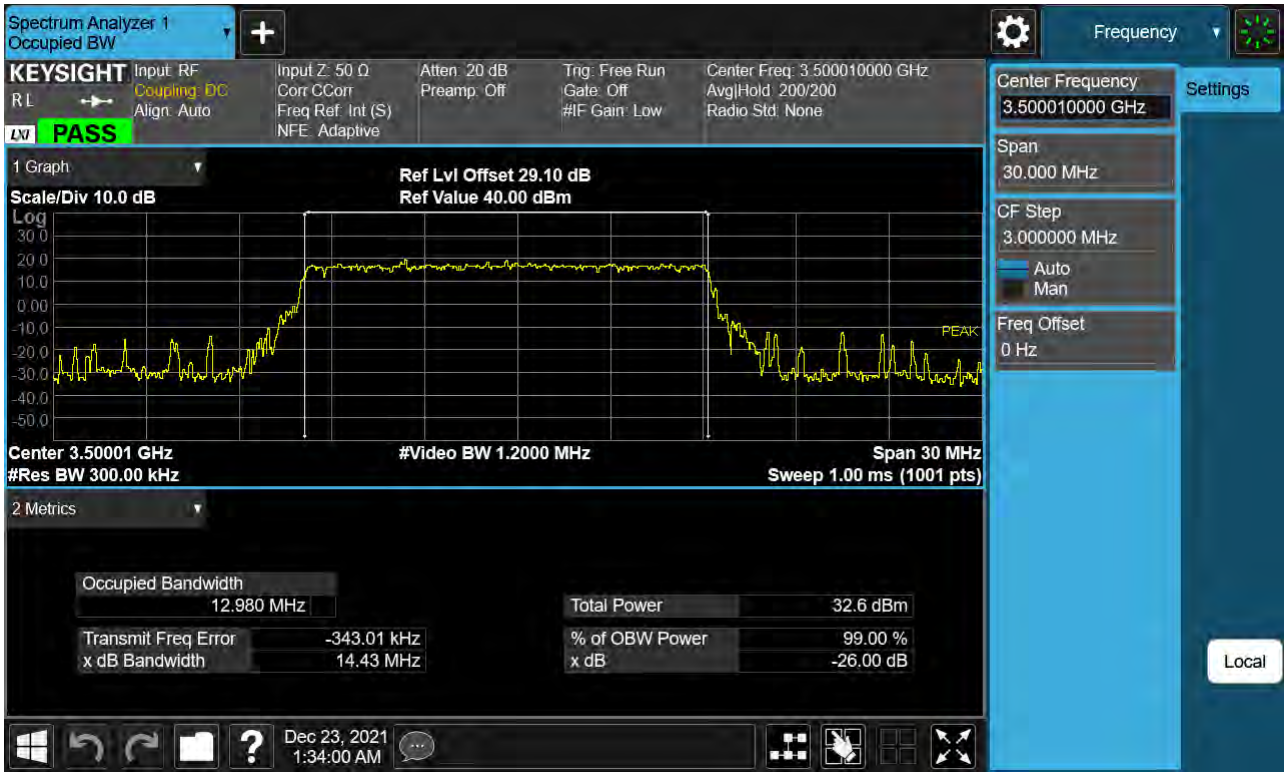 Spectrum Analyzer 1
Occupied BW
+
Frequency
KEYSIGHT
RL
LXI
PASS
Input: RF
Coupling: DC
Align: Auto
Input Z: 50 Ω
Corr CCorr
Freq Ref: Int (S)
NFE: Adaptive
Atten: 20 dB
Preamp: Off
Trig: Free Run
Gate: Off
#IF Gain: Low
Center Freq: 3.500010000 GHz
Avg|Hold: 200/200
Radio Std: None
Center Frequency
3.500010000 GHz
Settings
Span
30.000 MHz
CF Step
3.000000 MHz
Auto
Man
Freq Offset
0 Hz
Local
1 Graph
Scale/Div 10.0 dB
Ref Lvl Offset 29.10 dB
Ref Value 40.00 dBm
Log
30.0
20.0
10.0
0.00
-10.0
-20.0
-30.0
-40.0
-50.0
PEAK
Center 3.50001 GHz
#Video BW 1.2000 MHz
Span 30 MHz
#Res BW 300.00 kHz
Sweep 1.00 ms (1001 pts)
2 Metrics
Occupied Bandwidth
12.980 MHz
Total Power 32.6 dBm
Transmit Freq Error -343.01 kHz
% of OBW Power 99.00 %
x dB Bandwidth 14.43 MHz
x dB -26.00 dB
?
Dec 23, 2021
1:34:00 AM